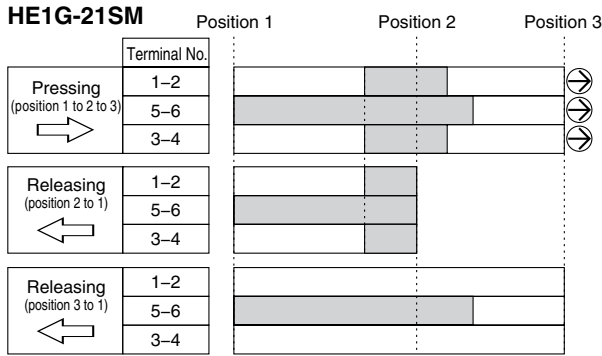 HE1G-21SM
Position 1
Position 2
Position 3
Terminal No.
Pressing
(position 1 to 2 to 3)
1–2
5–6
3–4
Releasing
(position 2 to 1)
1–2
5–6
3–4
Releasing
(position 3 to 1)
1–2
5–6
3–4